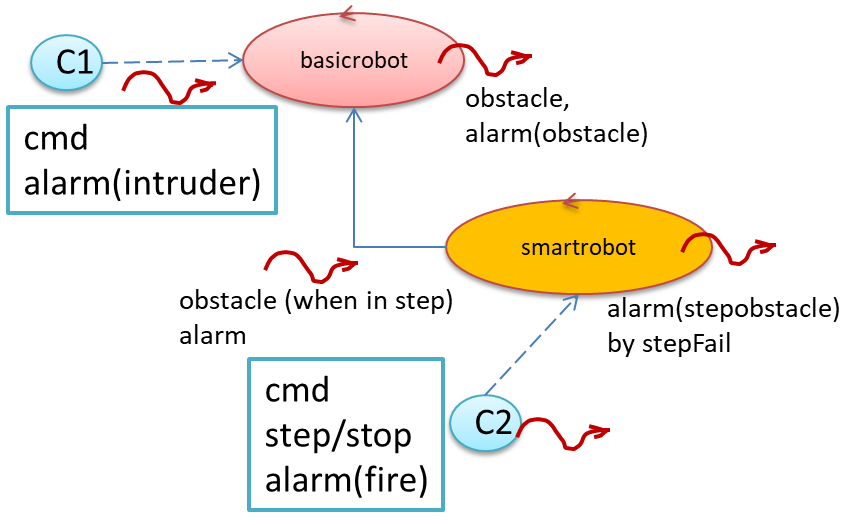 C1
basicrobot
obstacle,
alarm(obstacle)
cmd
alarm(intruder)
smartrobot
obstacle (when in step)
alarm
alarm(stepobstacle)
by stepFail
cmd
step/stop
alarm(fire)
C2